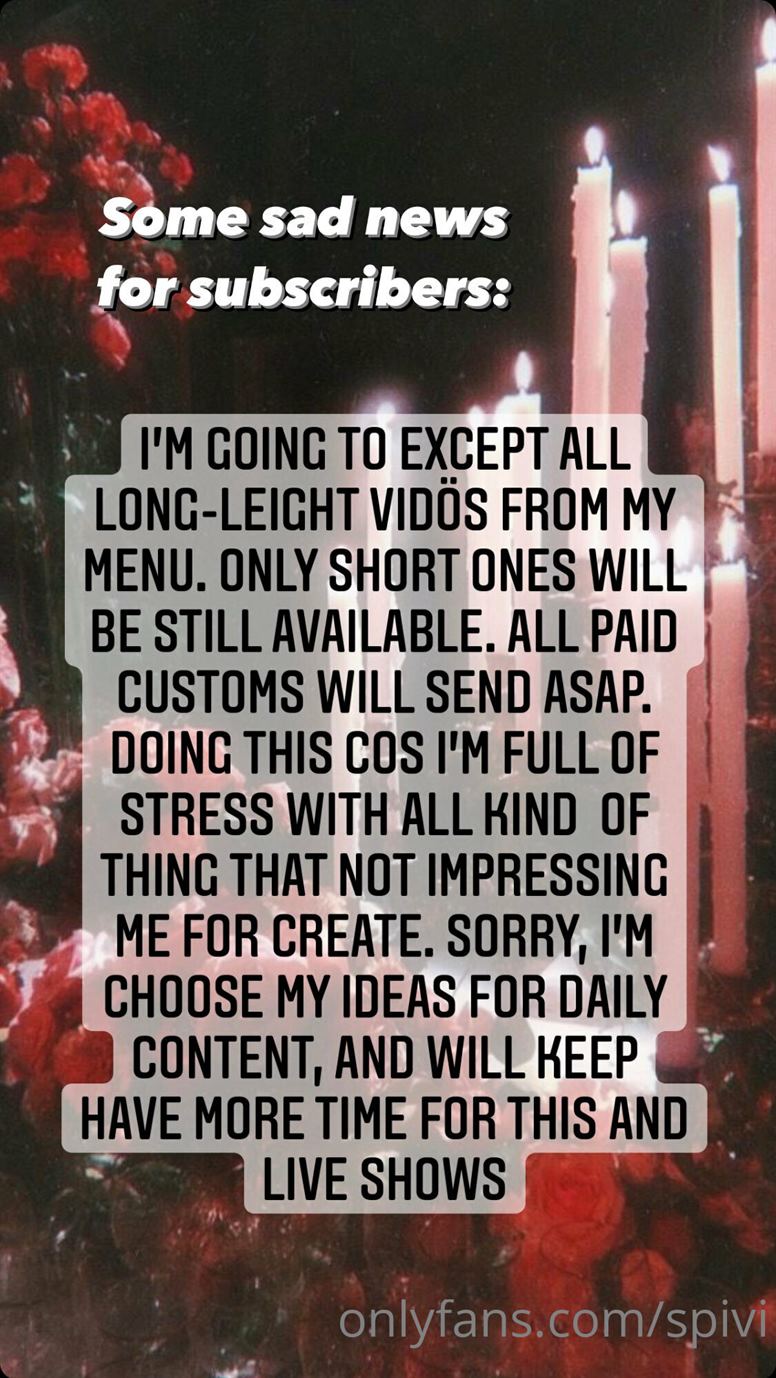 Some sad news
for subscribers:
I'M GOING TO EXCEPT ALL
LONG-LEIGHT VIDÖS FROM MY
MENU. ONLY SHORT ONES WILL
BE STILL AVAILABLE. ALL PAID
CUSTOMS WILL SEND ASAP.
DOING THIS COS I'M FULL OF
STRESS WITH ALL KIND OF
THING THAT NOT IMPRESSING
ME FOR CREATE. SORRY, I'M
CHOOSE MY IDEAS FOR DAILY
CONTENT, AND WILL KEEP
HAVE MORE TIME FOR THIS AND
LIVE SHOWS
onlyfans.com/spivi